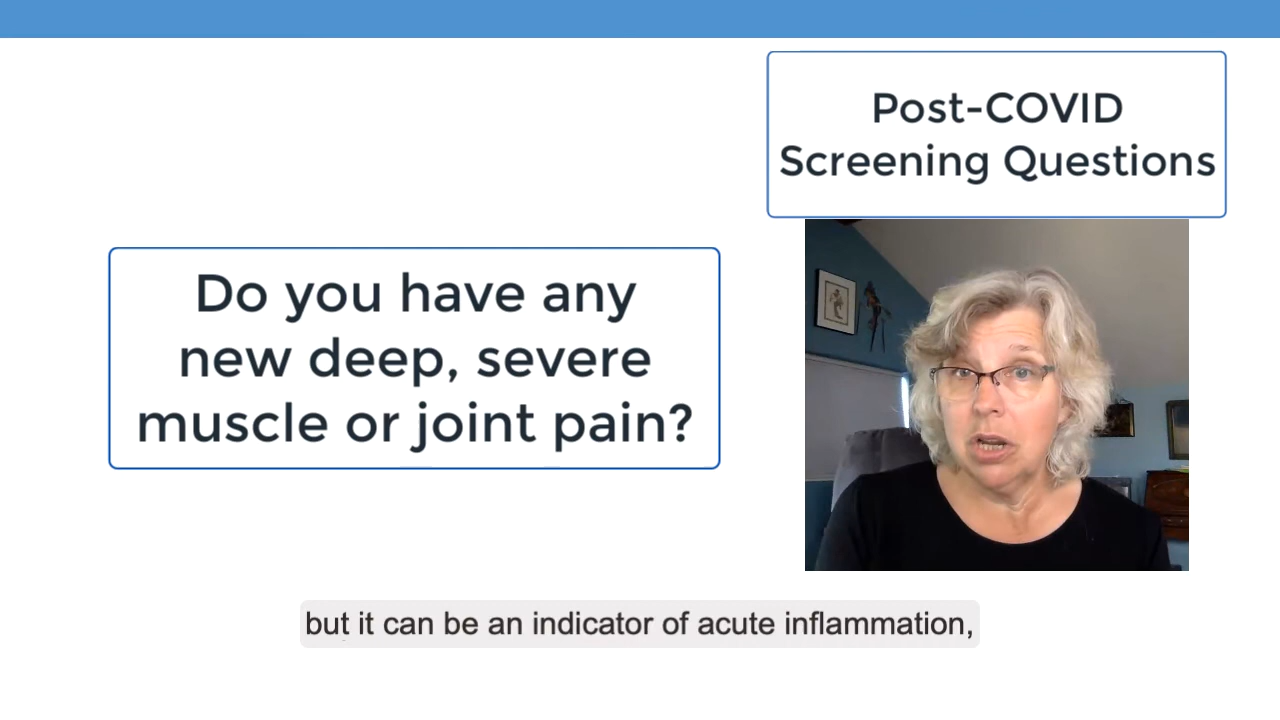 Post-COVID
Screening Questions
Do you have any
new deep, severe
muscle or joint pain?
but it can be an indicator of acute inflammation,